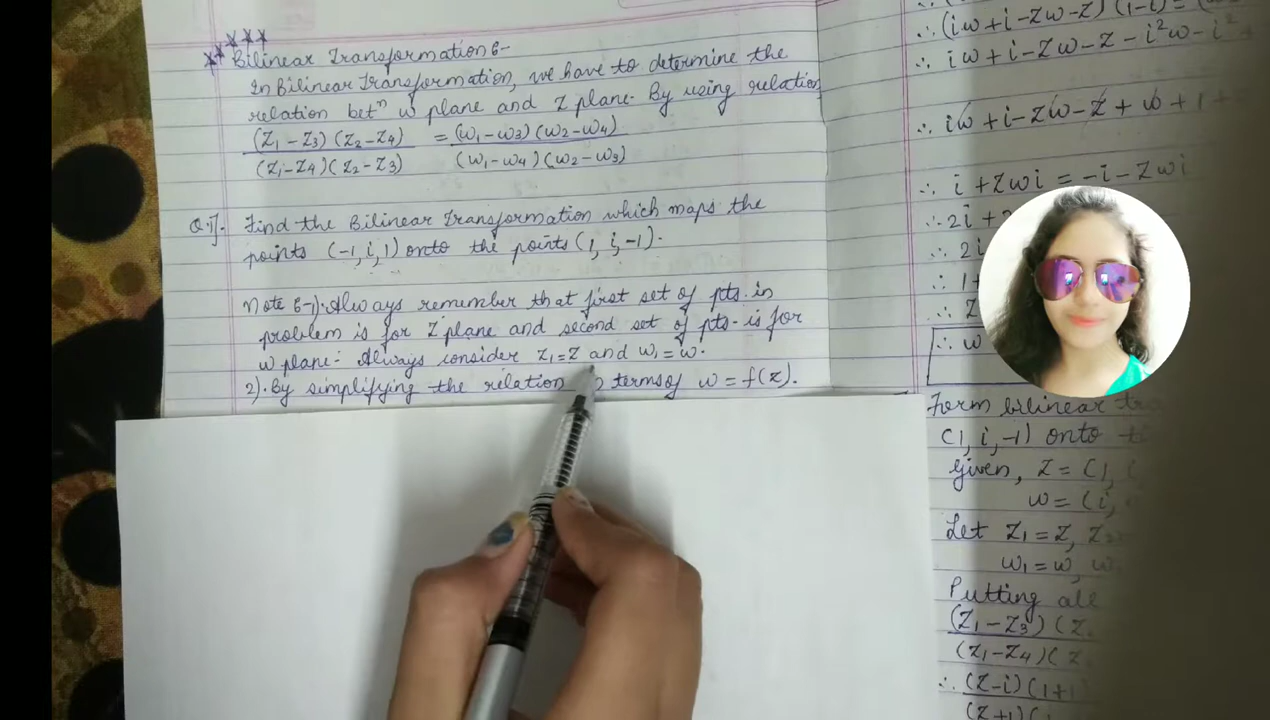 Bilinear Transformation :-
In Bilinear Transformation, we have to determine the
relation betⁿ w plane and z plane. By using relation
(Z₁ - Z₃) (Z₂ - Z₄) = (w₁ - w₃) (w₂ - w₄)
(Z₁ - Z₄) (Z₂ - Z₃) (w₁ - w₄) (w₂ - w₃)
Q.1]. Find the Bilinear Transformation which maps the
points (-1, i, 1) onto the points (1, i, -1).
Note :- 1). Always remember that first set of pts. in
problem is for Z plane and second set of pts. is for
w plane. Always consider Z₁ = Z and w₁ = w.
2). By simplifying the relation terms of w = f(z).
∴ (iw + i - zw - z) (1 - i) =
∴ iw + i - zw - z - i²w - i²
∴ iw + i - zw - z + w + 1
∴ i + zwi = -i - zwi
∴ 2i +
∴ 2i
∴ 1 +
∴ Z
∴ w
Form bilinear
(1, i, -1) onto
Given, Z = (1,
w = (i,
Let Z₁ = Z,
w₁ = w,
Putting all
(Z₁ - Z₃) (Z
(Z₁ - Z₄) (Z
∴ (Z - i) (1 + 1
(Z + 1) (